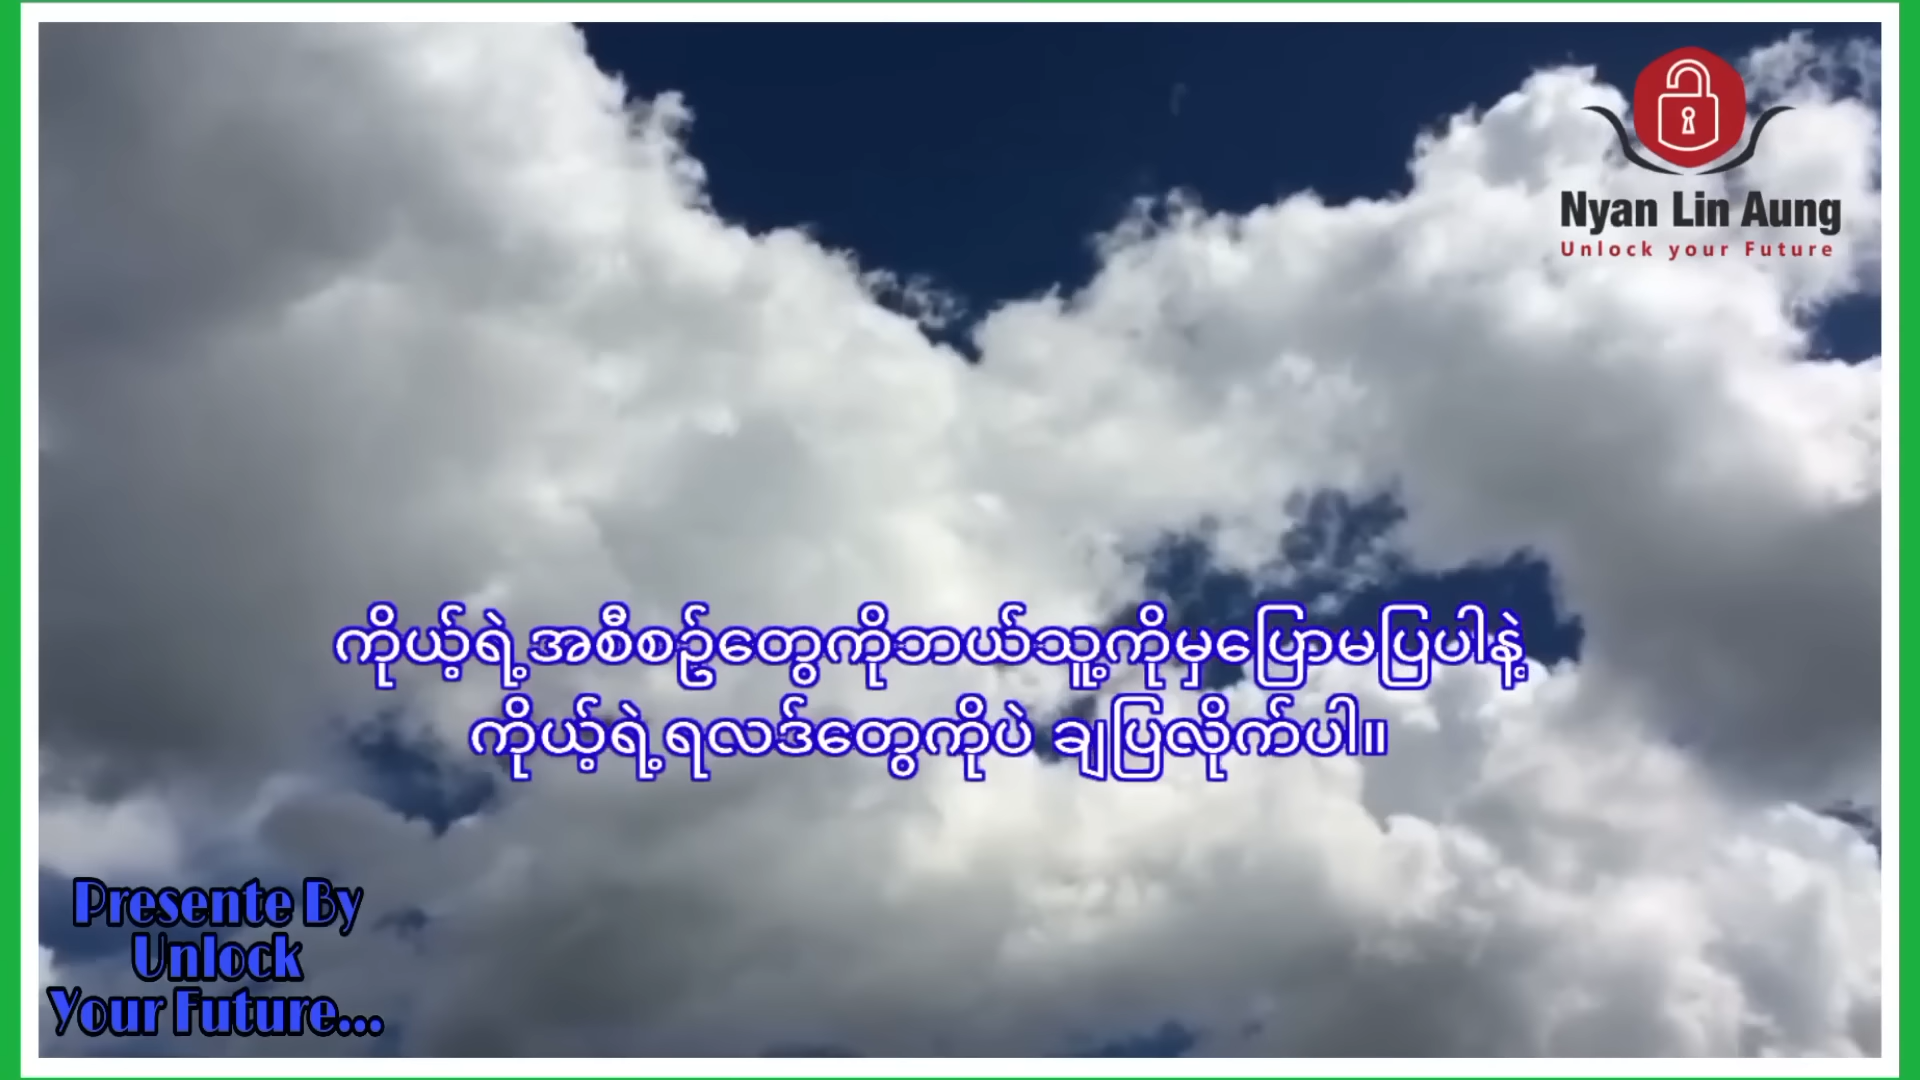 Nyan Lin Aung
Unlock your Future
ကိုယ့်ရဲ့အစီစဉ်တွေကိုဘယ်သူ့ကိုမှပြောမပြပါနဲ့
ကိုယ့်ရဲ့ရလဒ်တွေကိုပဲ ချပြလိုက်ပါ။
Presente By
Unlock
Your Future...